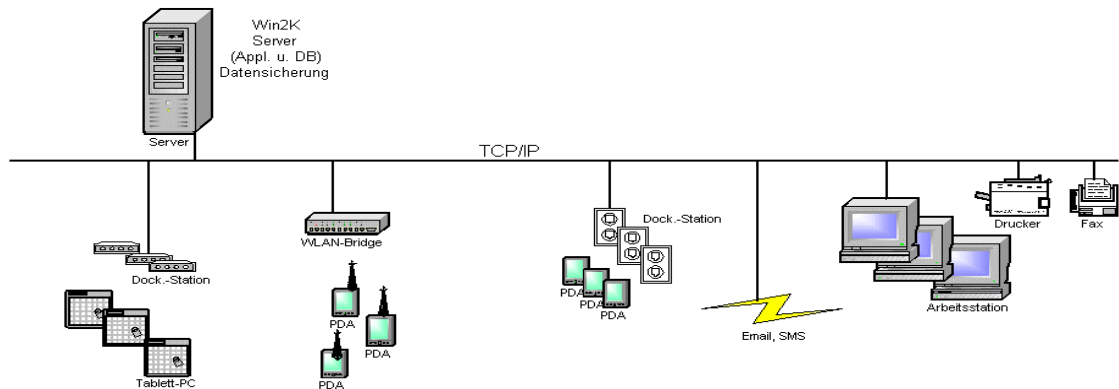 Win2K
Server
(Appl. u. DB)
Datensicherung
Server
TCP/IP
Dock.-Station
Tablett-PC
WLAN-Bridge
PDA
PDA
PDA
Dock.-Station
PDA
PDA
PDA
Email, SMS
Arbeitsstation
Drucker
Fax